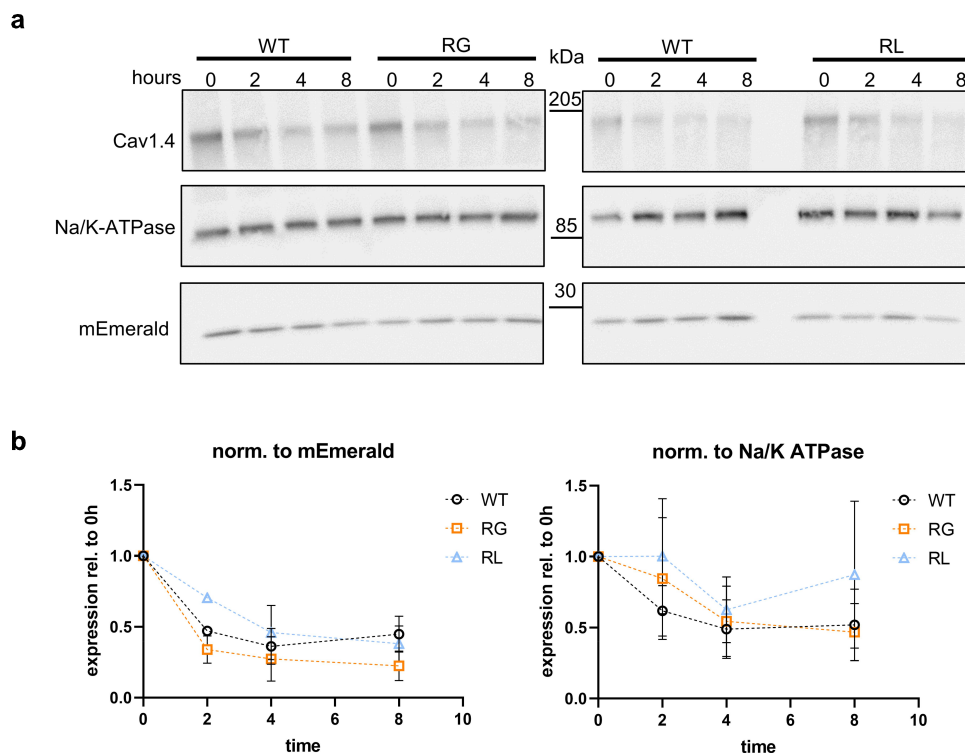 a
WT RG kDa WT RL
hours 0 2 4 8 0 2 4 8 0 2 4 8 0 2 4 8
205
Cav1.4
Na/K-ATPase
85
30
mEmerald
b
norm. to mEmerald
expression rel. to 0h
1.5
1.0
0.5
0.0
0 2 4 6 8 10
time
WT
RG
RL
norm. to Na/K ATPase
expression rel. to 0h
1.5
1.0
0.5
0.0
0 2 4 6 8 10
time
WT
RG
RL